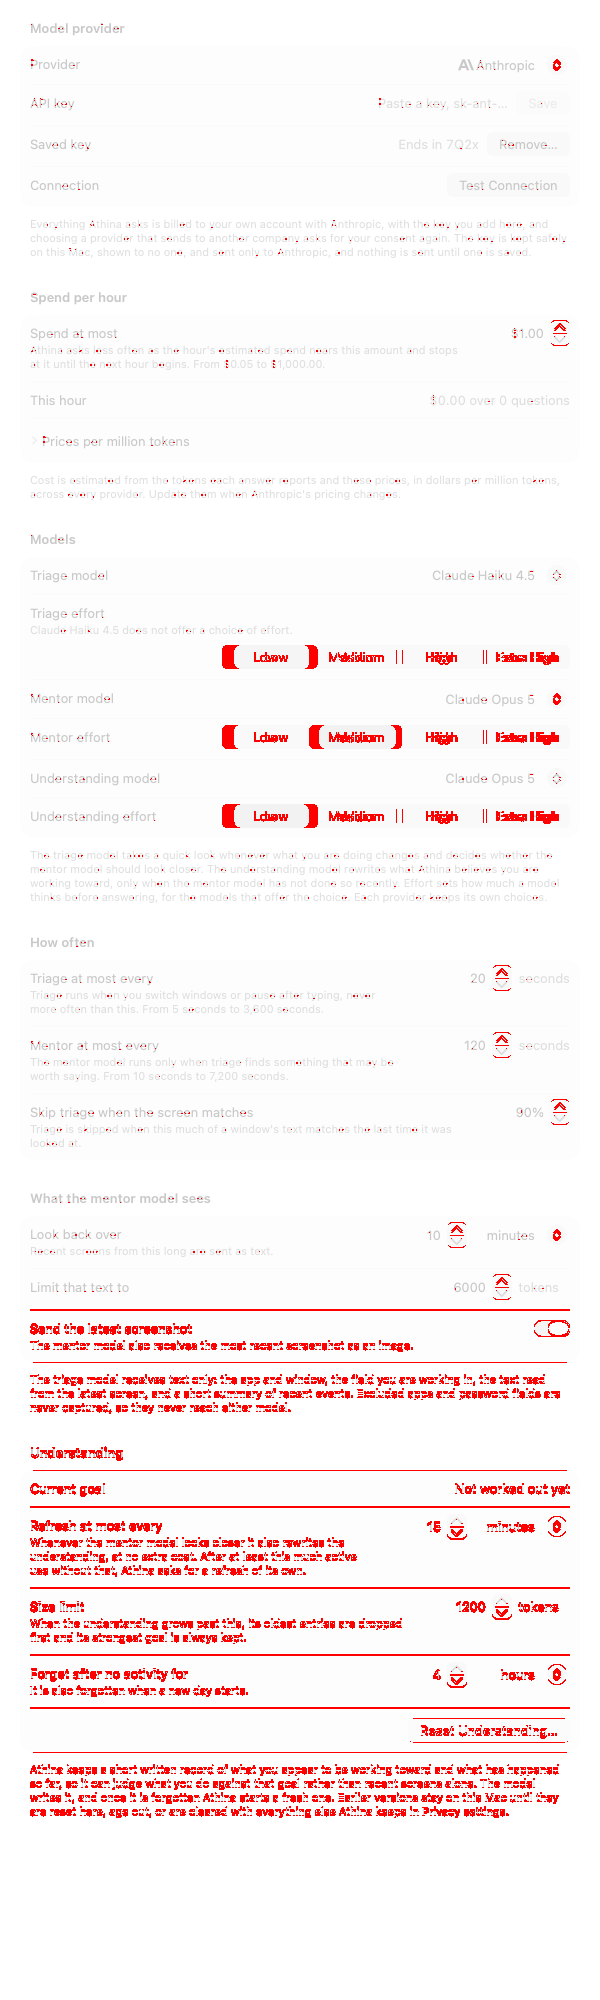 Model provider
Provider
Anthropic
API key
Paste a key, sk-ant-...
Save
Saved key
Ends in 7Q2x
Remove...
Connection
Test Connection
Everything Athina asks is billed to your own account with Anthropic, with the key you add here, and
choosing a provider that sends to another company asks for your consent again. The key is kept safely
on this Mac, shown to no one, and sent only to Anthropic, and nothing is sent until one is saved.
Spend per hour
Spend at most
$1.00
Athina asks less often as the hour's estimated spend nears this amount and stops
at it until the next hour begins. From $0.05 to $1,000.00.
This hour
$0.00 over 0 questions
Prices per million tokens
Cost is estimated from the tokens each answer reports and these prices, in dollars per million tokens,
across every provider. Update them when Anthropic's pricing changes.
Models
Triage model
Claude Haiku 4.5
Triage effort
Claude Haiku 4.5 does not offer a choice of effort.
Low
Medium
High
Mentor model
Claude Opus 5
Mentor effort
Low
Medium
High
Understanding model
Claude Opus 5
Understanding effort
Low
Medium
High
The triage model takes a quick look whenever what you are doing changes and decides whether the
mentor model should look closer. The understanding model rewrites what Athina believes you are
working toward, only when the mentor model has not done so recently. Effort sets how much a model
thinks before answering, for the models that offer the choice. Each provider keeps its own choices.
How often
Triage at most every
20
seconds
Triage runs when you switch windows or pause after typing, never
more often than this. From 5 seconds to 3,600 seconds.
Mentor at most every
120
seconds
The mentor model runs only when triage finds something that may be
worth saying. From 10 seconds to 7,200 seconds.
Skip triage when the screen matches
90%
Triage is skipped when this much of a window's text matches the last time it was
looked at.
What the mentor model sees
Look back over
10
minutes
Recent screens from this long are sent as text.
Limit that text to
6000
tokens
Send the latest screenshot
The mentor model also receives the most recent screenshot as an image.
The triage model receives text only: the app and window, the field you are working in, the text read
from the latest screen, and a short summary of recent events. Excluded apps and password fields are
never captured, so they never reach either model.
Understanding
Current goal
Not worked out yet
Refresh at most every
15
minutes
Whenever the mentor model looks closer it also rewrites the
understanding, at no extra cost. After at least this much active
use without that, Athina asks for a refresh of its own.
Size limit
1200
tokens
When the understanding grows past this, its oldest entries are dropped
first and its strongest goal is always kept.
Forget after no activity for
4
hours
It is also forgotten when a new day starts.
Reset Understanding...
Athina keeps a short written record of what you appear to be working toward and what has happened
so far, so it can judge what you do against that goal rather than recent screens alone. The model
writes it, and once it is forgotten Athina starts a fresh one. Earlier versions stay on this Mac until they
are reset here, age out, or are cleared with everything else Athina keeps in Privacy settings.